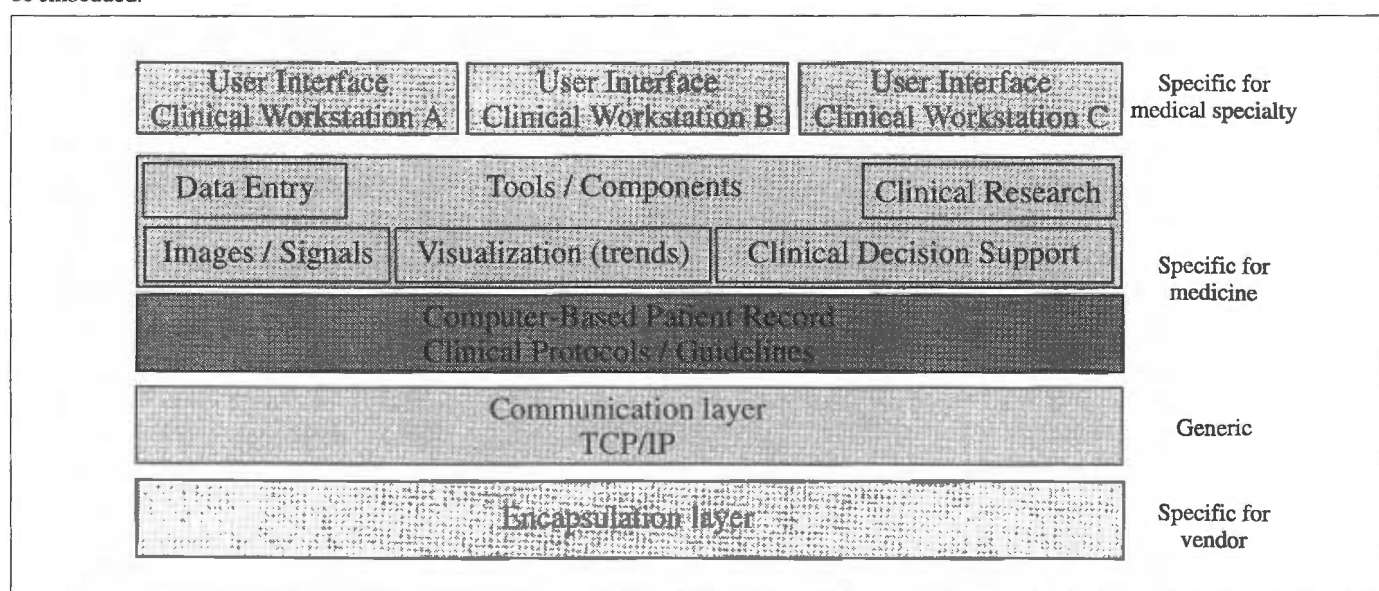 User Interface
Clinical Workstation A
User Interface
Clinical Workstation B
User Interface
Clinical Workstation C
Specific for
medical specialty
Data Entry
Tools / Components
Clinical Research
Images / Signals
Visualization (trends)
Clinical Decision Support
Specific for
medicine
Computer-Based Patient Record
Clinical Protocols / Guidelines
Communication layer
TCP/IP
Generic
Encapsulation layer
Specific for
vendor